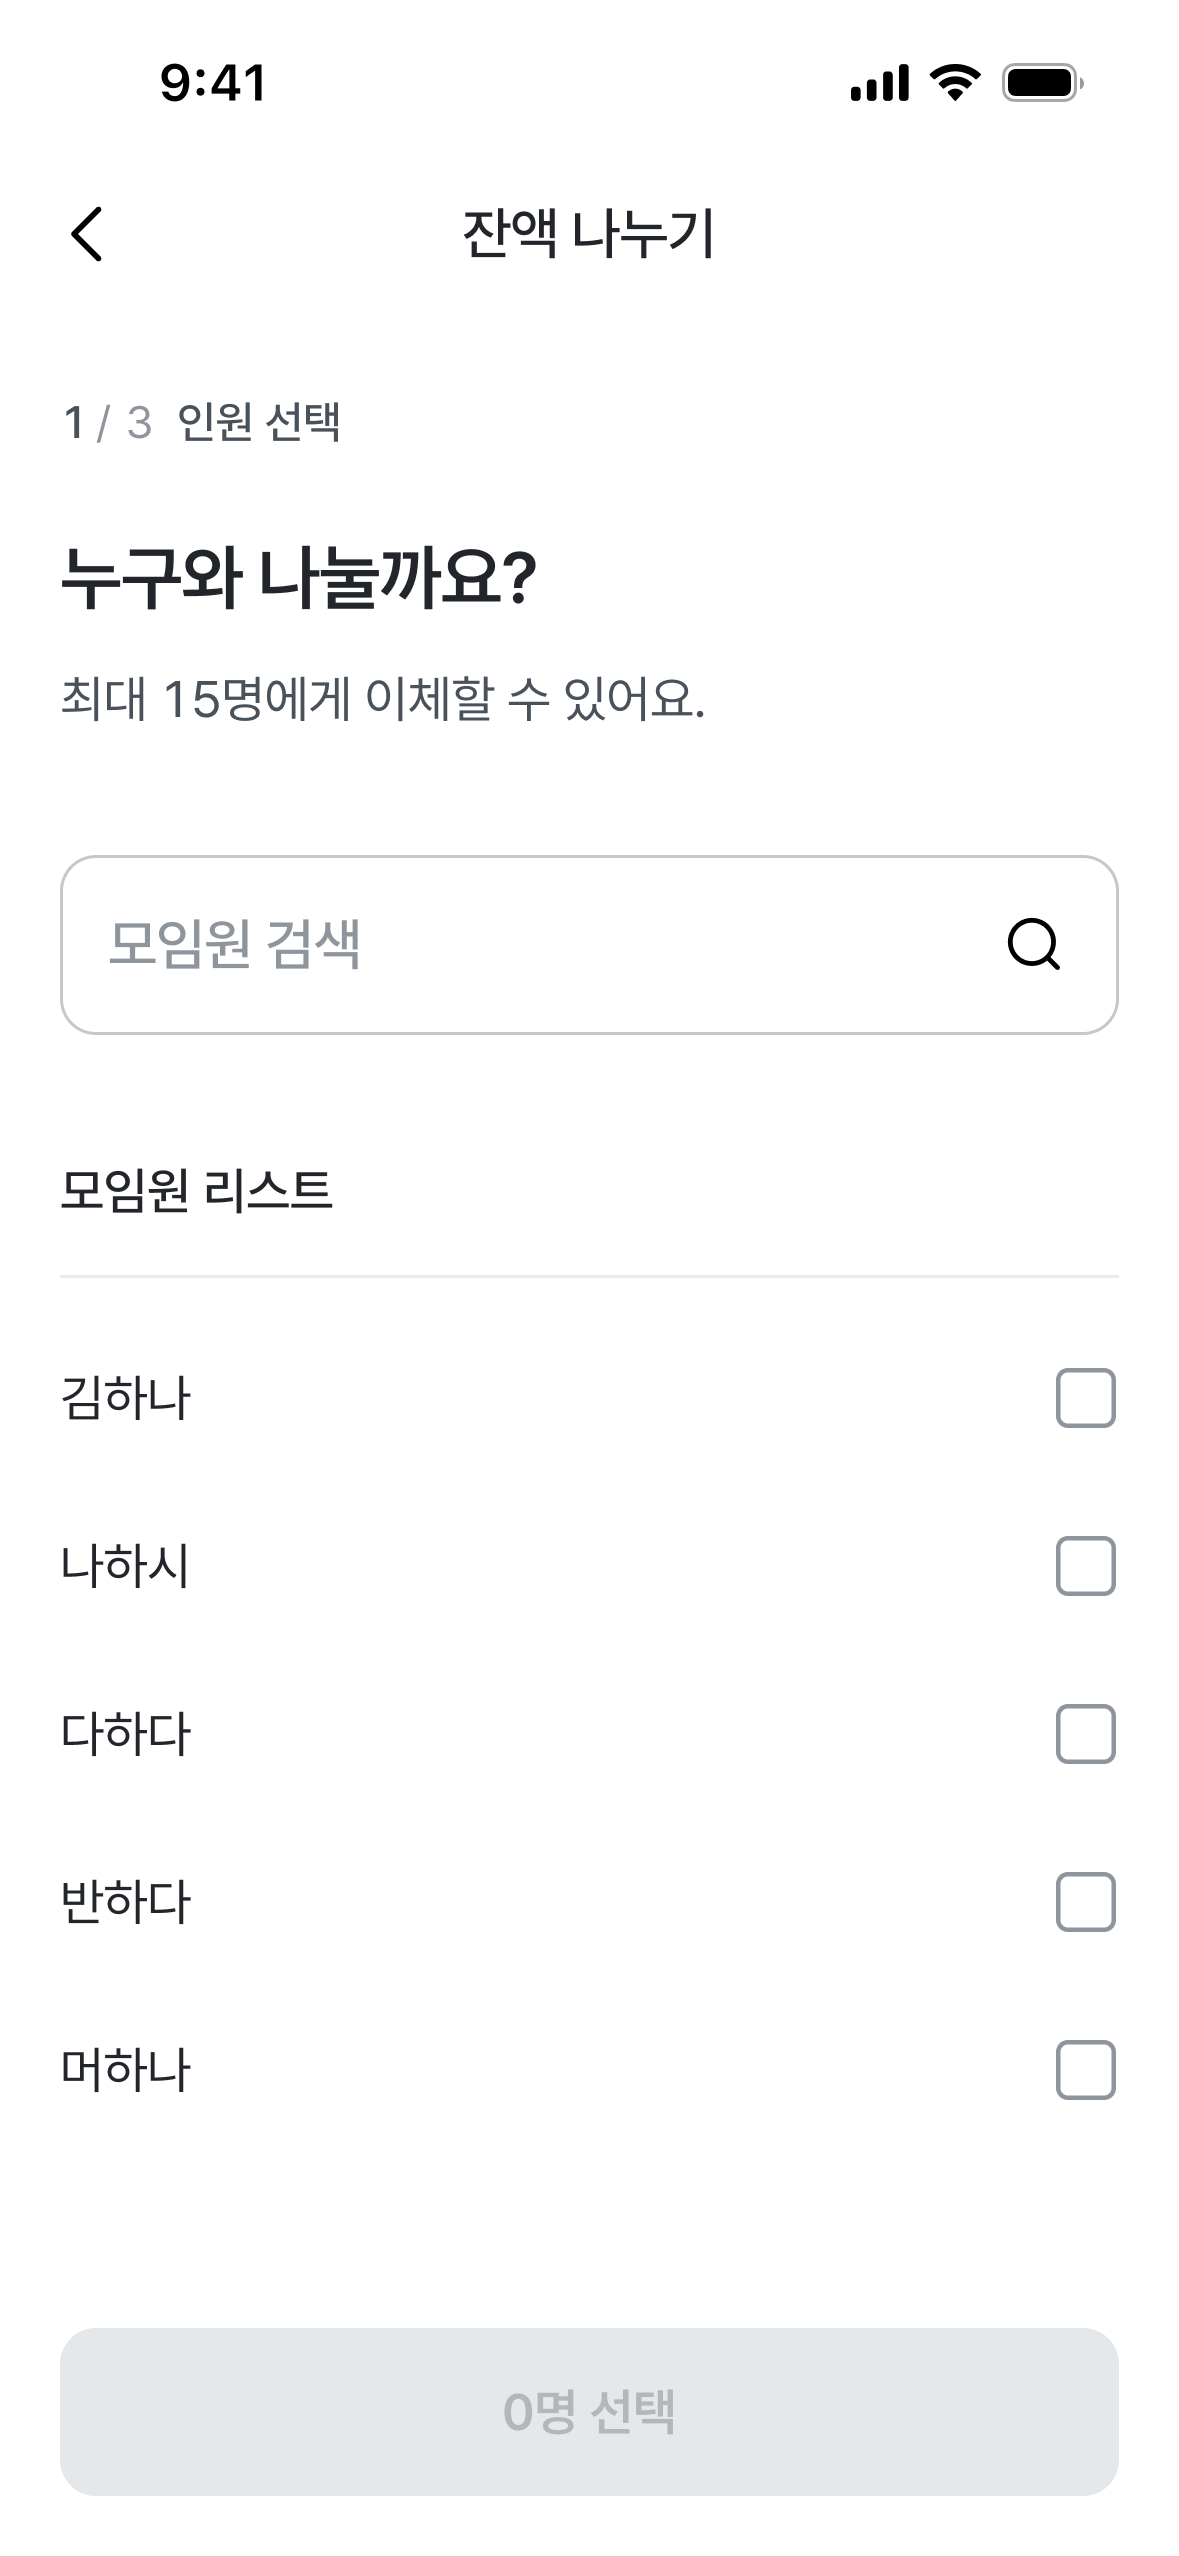 9:41
잔액 나누기
1 / 3 인원 선택
누구와 나눌까요?
최대 15명에게 이체할 수 있어요.
모임원 검색
모임원 리스트
김하나
나하시
다하다
반하다
머하나
0명 선택